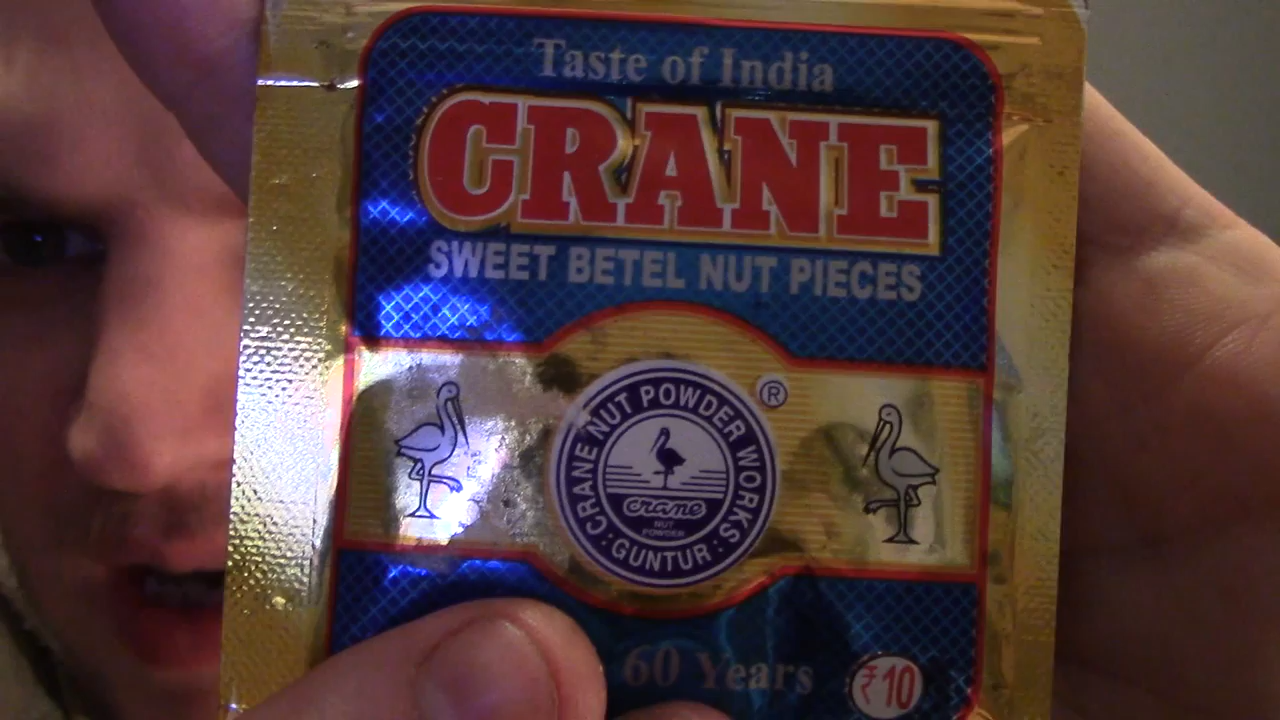 Taste of India
CRANE
SWEET BETEL NUT PIECES
®
CRANE NUT POWDER WORKS
crane
NUT
POWDER
: GUNTUR :
60 Years
₹10